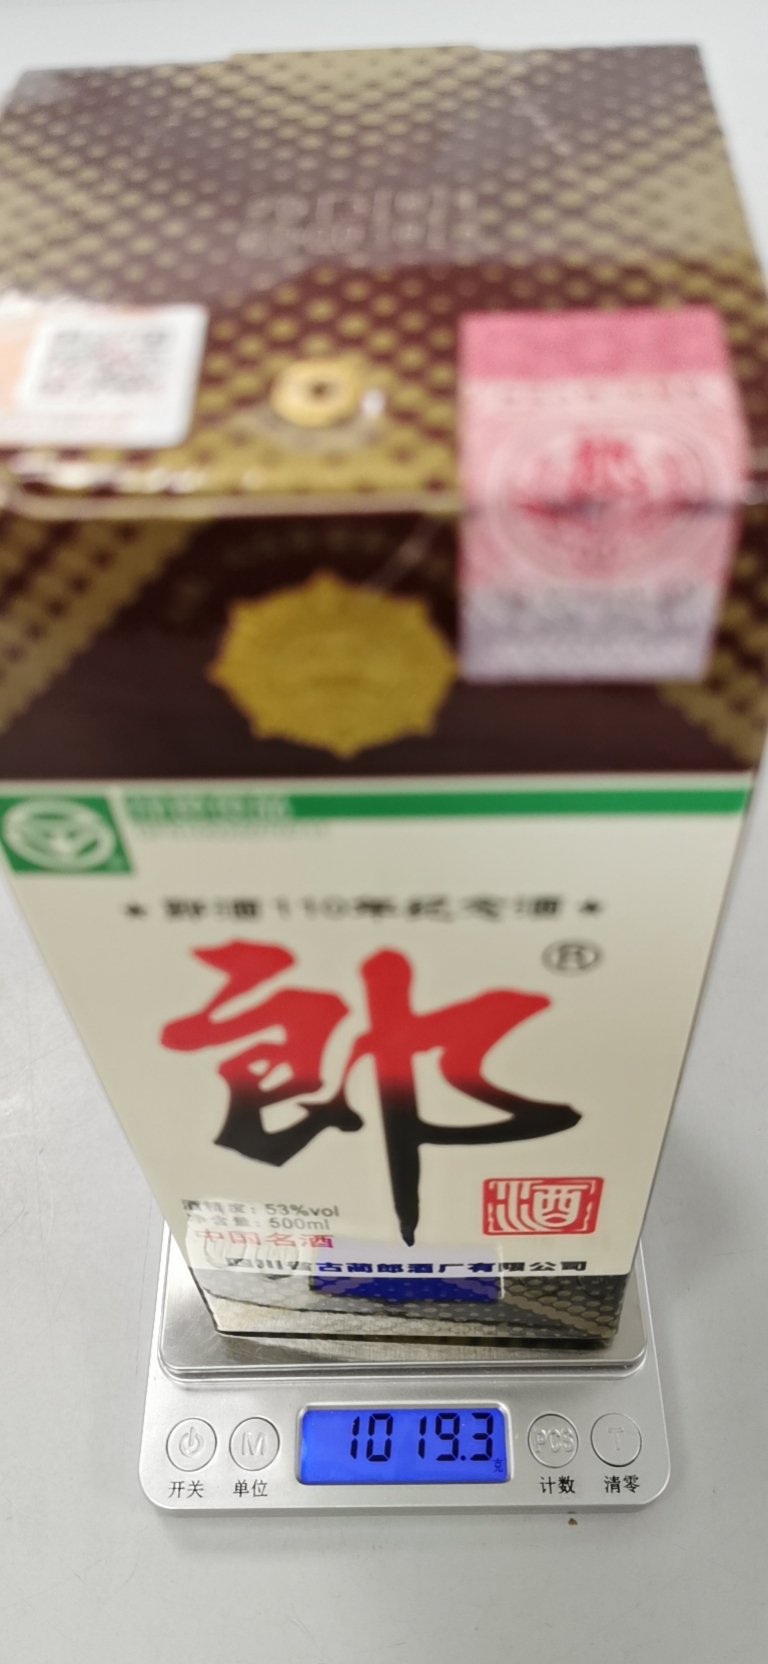 郎酒110年纪念酒
郎
®
酒
酒精度：53%vol
净含量：500ml
中国名酒
四川省古蔺郎酒厂有限公司
1019.3
克
M
PCS
T
开关
单位
计数
清零